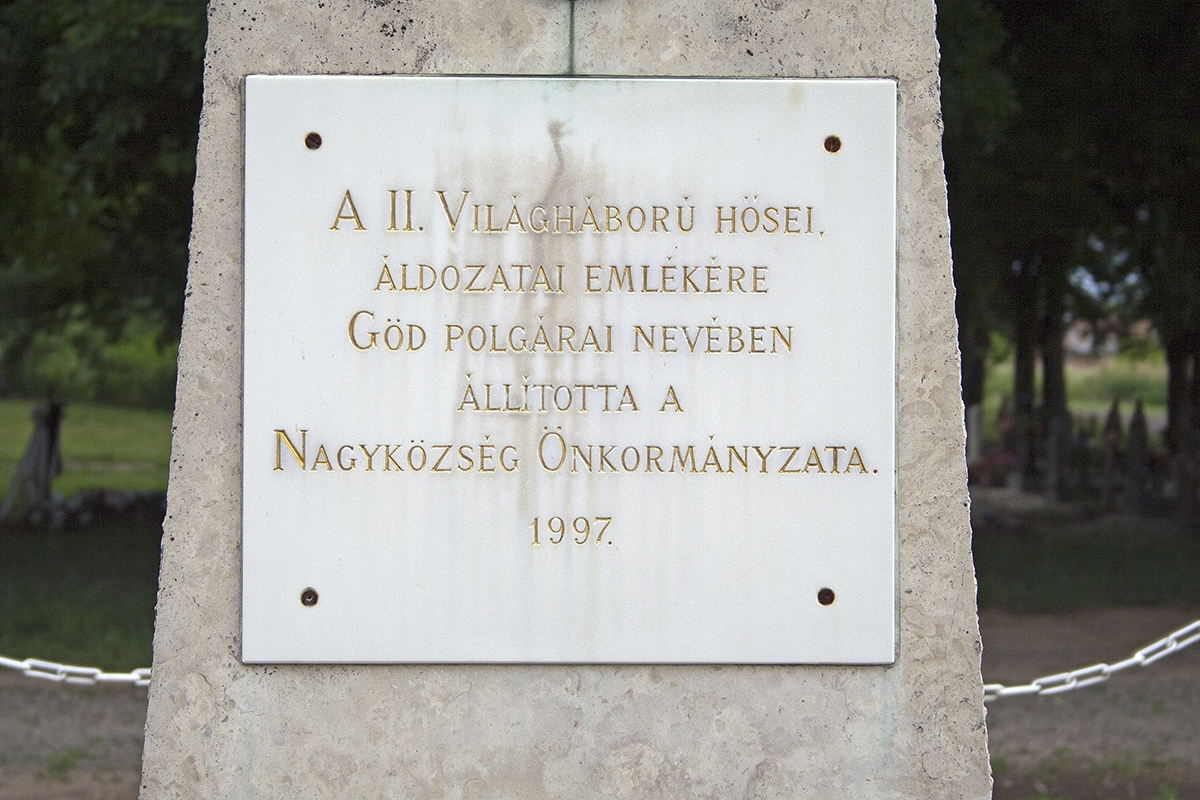 A II. Világháború hősei,
áldozatai emlékére
Göd polgárai nevében
állította a
Nagyközség Önkormányzata.
1997.